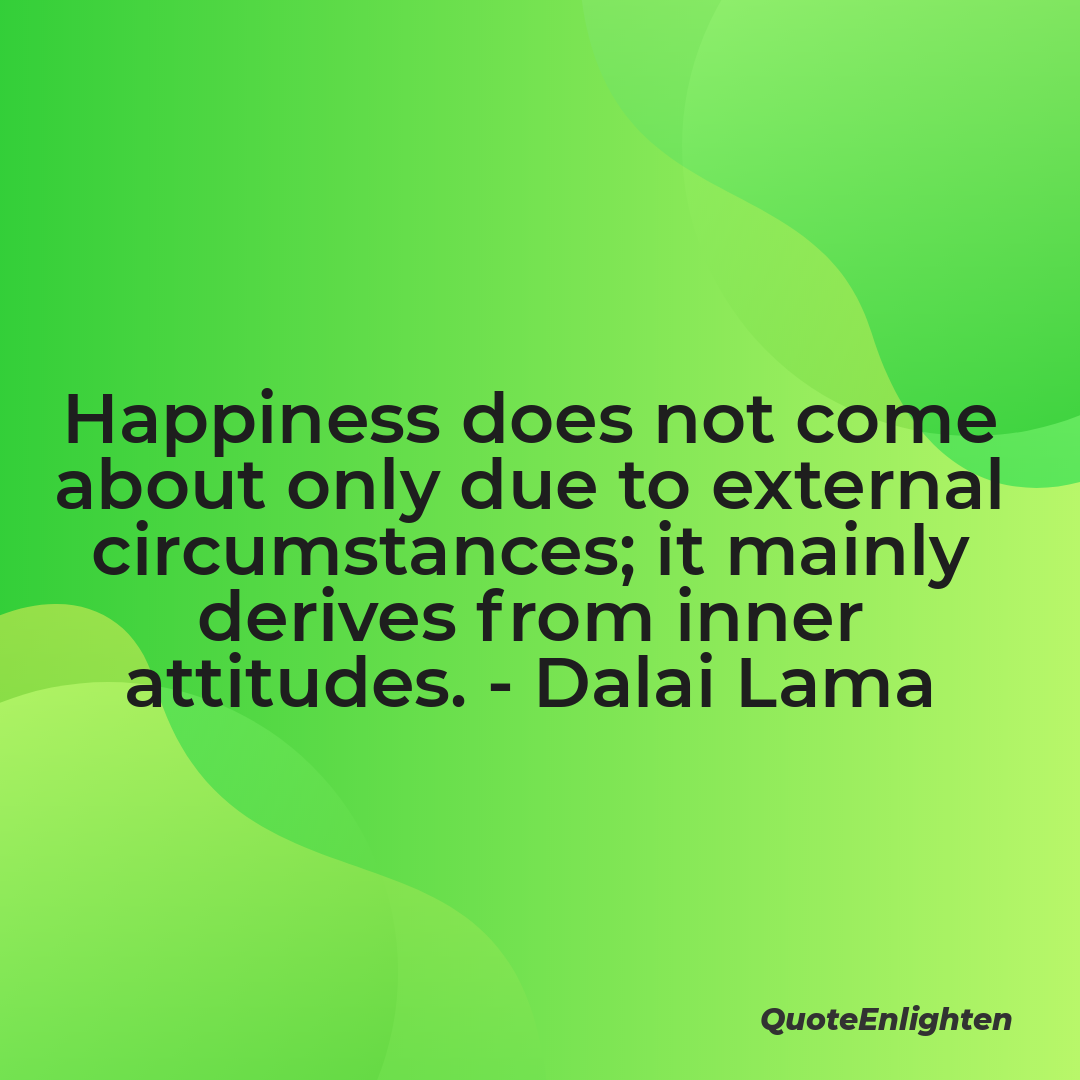 Happiness does not come
about only due to external
circumstances; it mainly
derives from inner
attitudes. - Dalai Lama
QuoteEnlighten